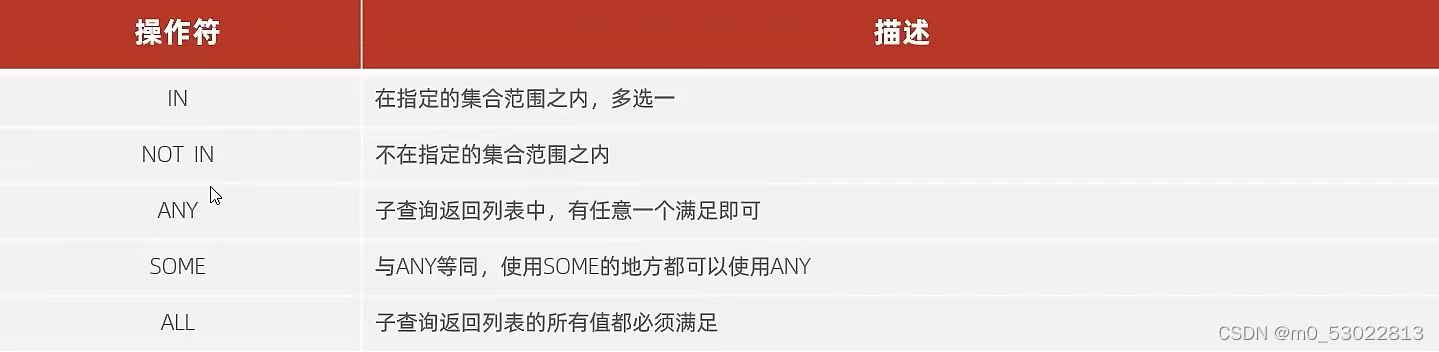 操作符 描述
IN 在指定的集合范围之内，多选一
NOT IN 不在指定的集合范围之内
ANY 子查询返回列表中，有任意一个满足即可
SOME 与ANY等同，使用SOME的地方都可以使用ANY
ALL 子查询返回列表的所有值都必须满足
CSDN @m0_53022813